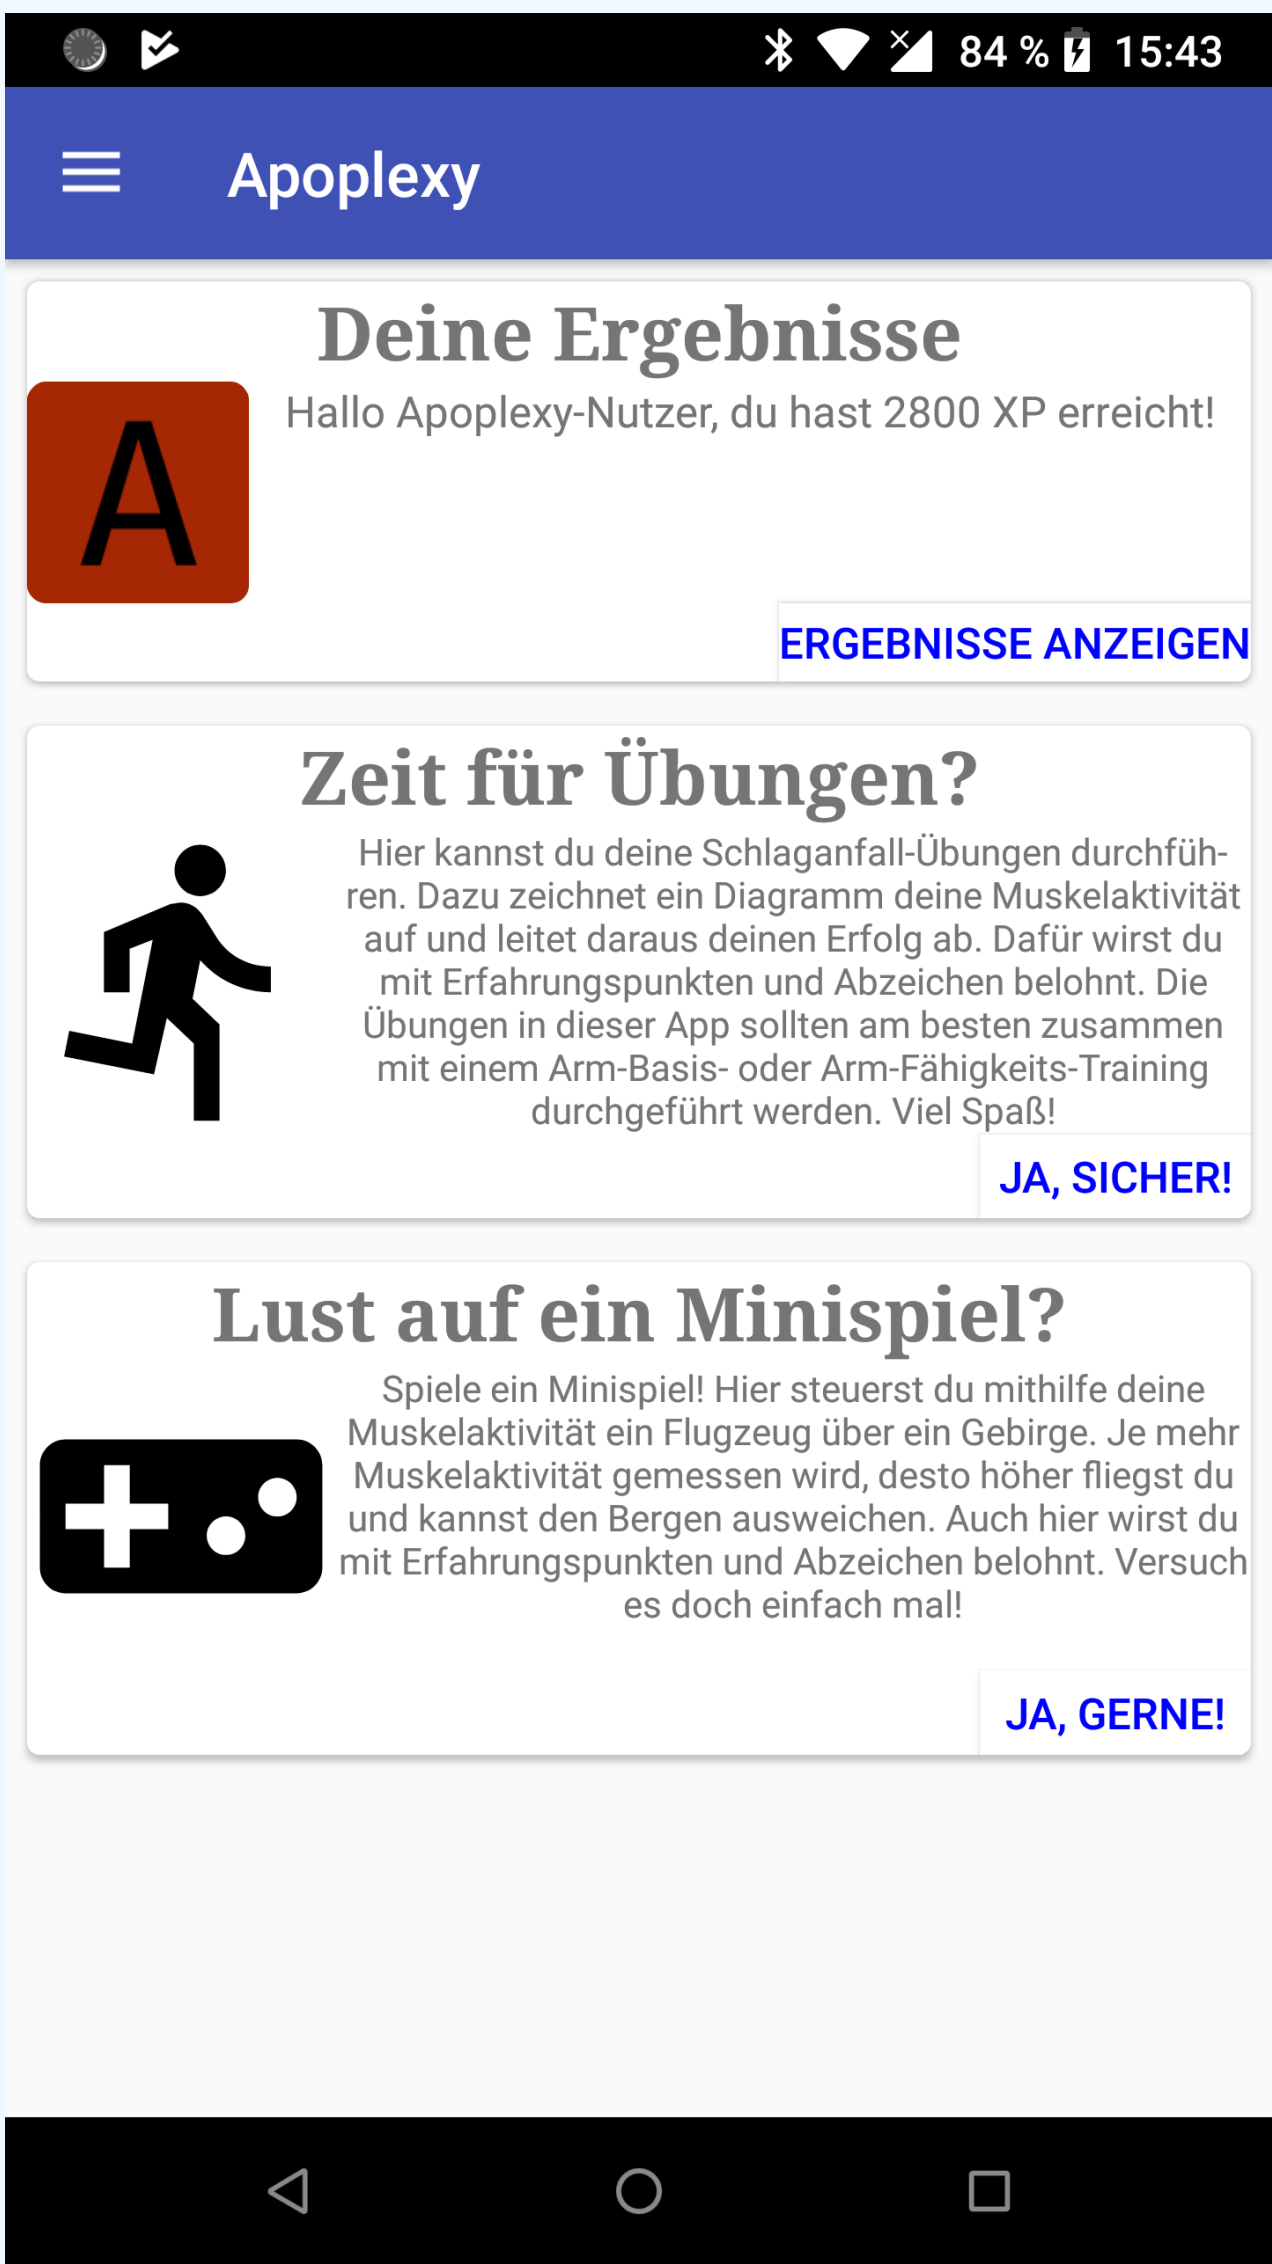 84 % 15:43
Apoplexy
Deine Ergebnisse
A
Hallo Apoplexy-Nutzer, du hast 2800 XP erreicht!
ERGEBNISSE ANZEIGEN
Zeit für Übungen?
Hier kannst du deine Schlaganfall-Übungen durchfüh-
ren. Dazu zeichnet ein Diagramm deine Muskelaktivität
auf und leitet daraus deinen Erfolg ab. Dafür wirst du
mit Erfahrungspunkten und Abzeichen belohnt. Die
Übungen in dieser App sollten am besten zusammen
mit einem Arm-Basis- oder Arm-Fähigkeits-Training
durchgeführt werden. Viel Spaß!
JA, SICHER!
Lust auf ein Minispiel?
Spiele ein Minispiel! Hier steuerst du mithilfe deine
Muskelaktivität ein Flugzeug über ein Gebirge. Je mehr
Muskelaktivität gemessen wird, desto höher fliegst du
und kannst den Bergen ausweichen. Auch hier wirst du
mit Erfahrungspunkten und Abzeichen belohnt. Versuch
es doch einfach mal!
JA, GERNE!